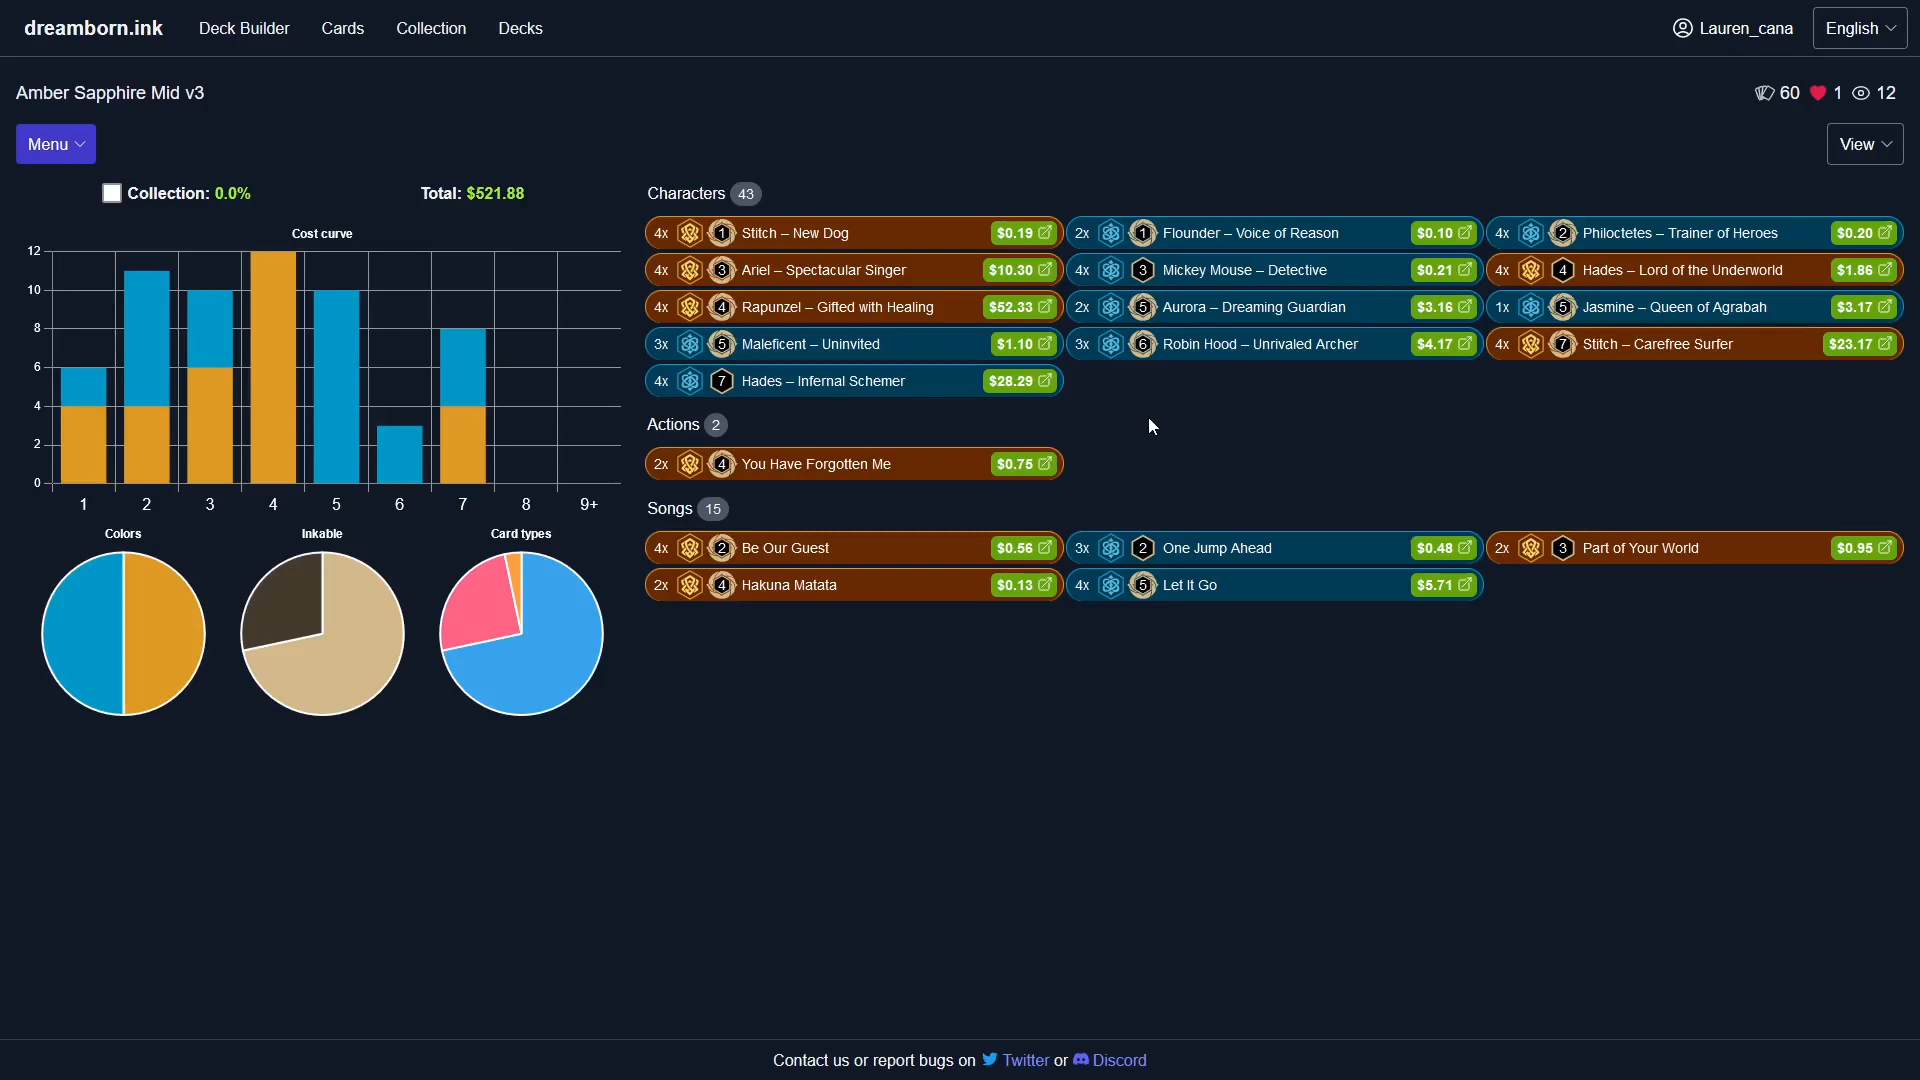 dreamborn.ink Deck Builder Cards Collection Decks Lauren_cana English
Amber Sapphire Mid v3 60 1 12
Menu View
Collection: 0.0% Total: $521.88
Cost curve
12
10
8
6
4
2
0
1 2 3 4 5 6 7 8 9+
Colors Inkable Card types
Characters 43
4x 1 Stitch – New Dog $0.19 2x 1 Flounder – Voice of Reason $0.10 4x 2 Philoctetes – Trainer of Heroes $0.20
4x 3 Ariel – Spectacular Singer $10.30 4x 3 Mickey Mouse – Detective $0.21 4x 4 Hades – Lord of the Underworld $1.86
4x 4 Rapunzel – Gifted with Healing $52.33 2x 5 Aurora – Dreaming Guardian $3.16 1x 5 Jasmine – Queen of Agrabah $3.17
3x 5 Maleficent – Uninvited $1.10 3x 6 Robin Hood – Unrivaled Archer $4.17 4x 7 Stitch – Carefree Surfer $23.17
4x 7 Hades – Infernal Schemer $28.29
Actions 2
2x 4 You Have Forgotten Me $0.75
Songs 15
4x 2 Be Our Guest $0.56 3x 2 One Jump Ahead $0.48 2x 3 Part of Your World $0.95
2x 4 Hakuna Matata $0.13 4x 5 Let It Go $5.71
Contact us or report bugs on Twitter or Discord